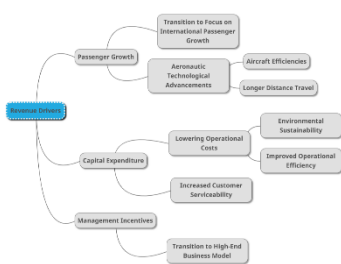 Revenue Drivers
Passenger Growth
Transition to Focus on
International Passenger
Growth
Aeronautic
Technological
Advancements
Aircraft Efficiencies
Longer Distance Travel
Capital Expenditure
Lowering Operational
Costs
Environmental
Sustainability
Improved Operational
Efficiency
Increased Customer
Serviceability
Management Incentives
Transition to High-End
Business Model